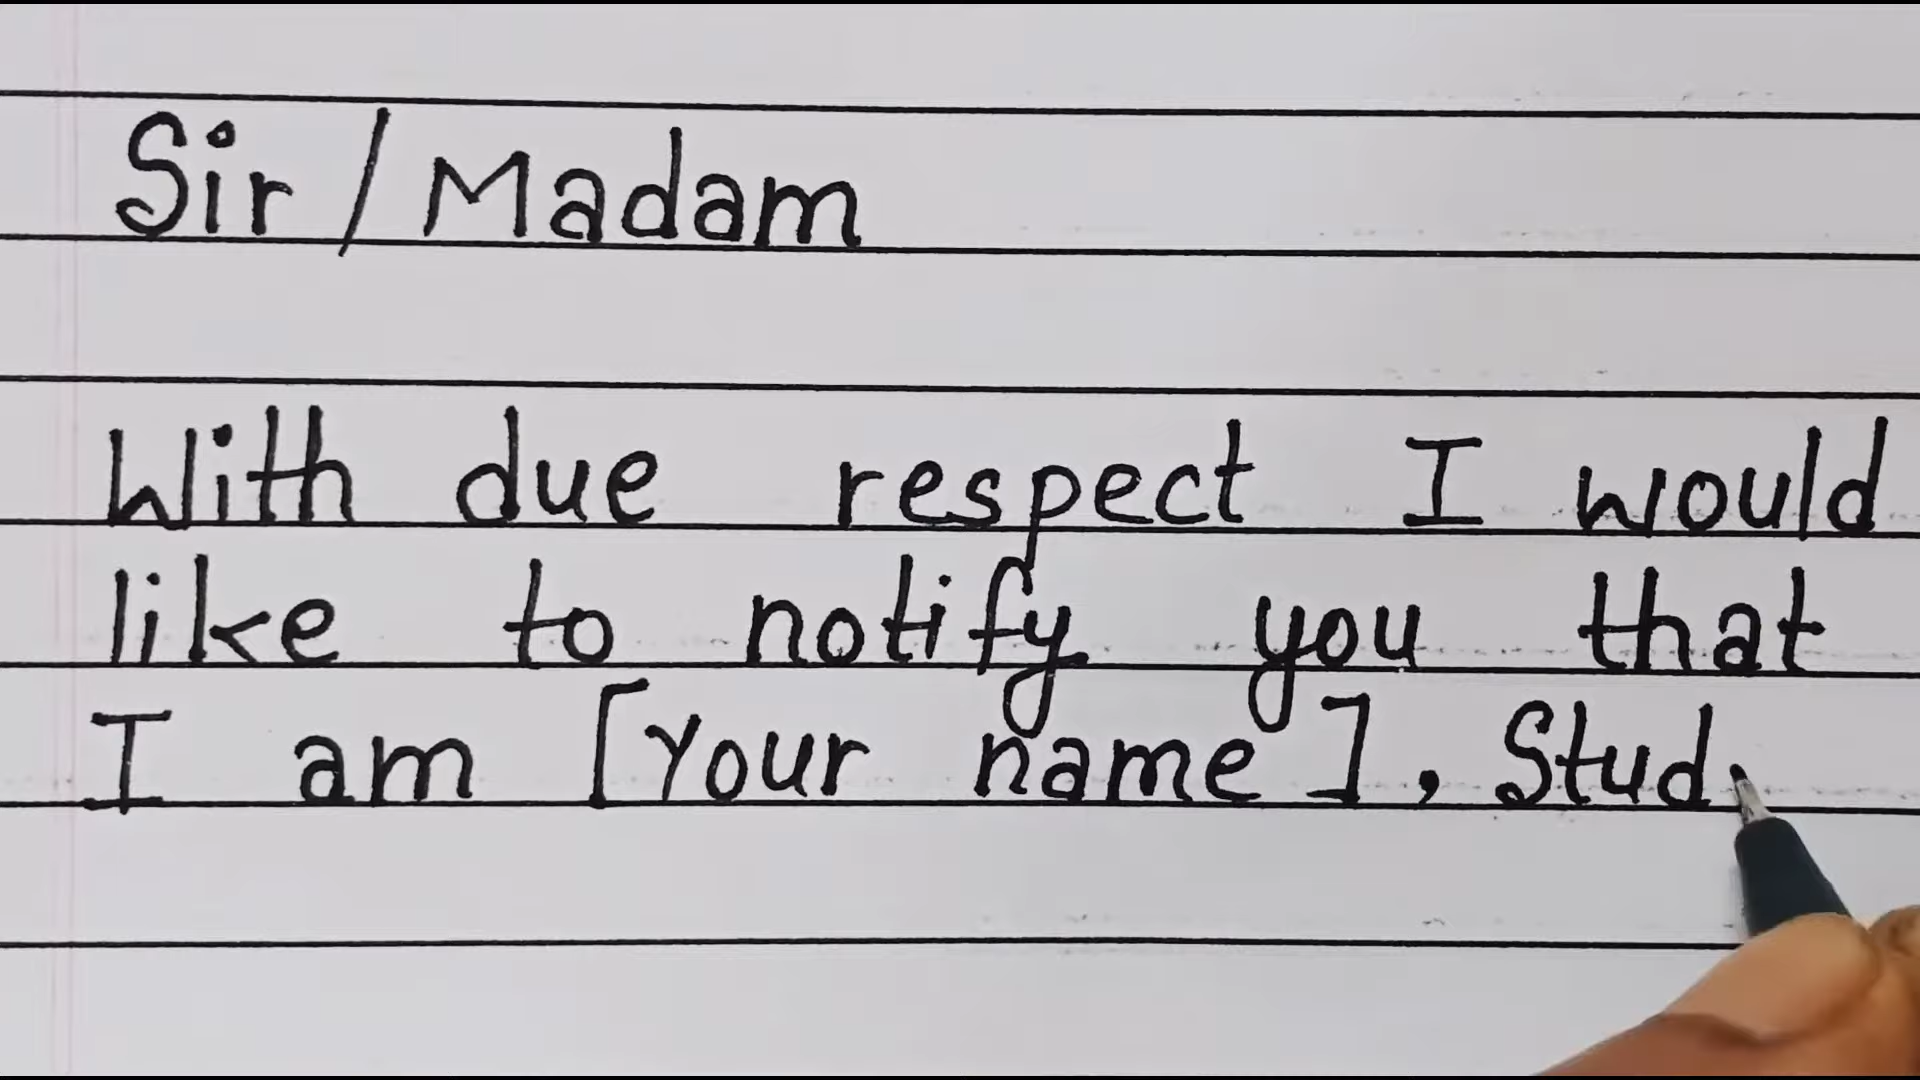 Sir/Madam
With due respect I would
like to notify you that
I am [Your name], Stud